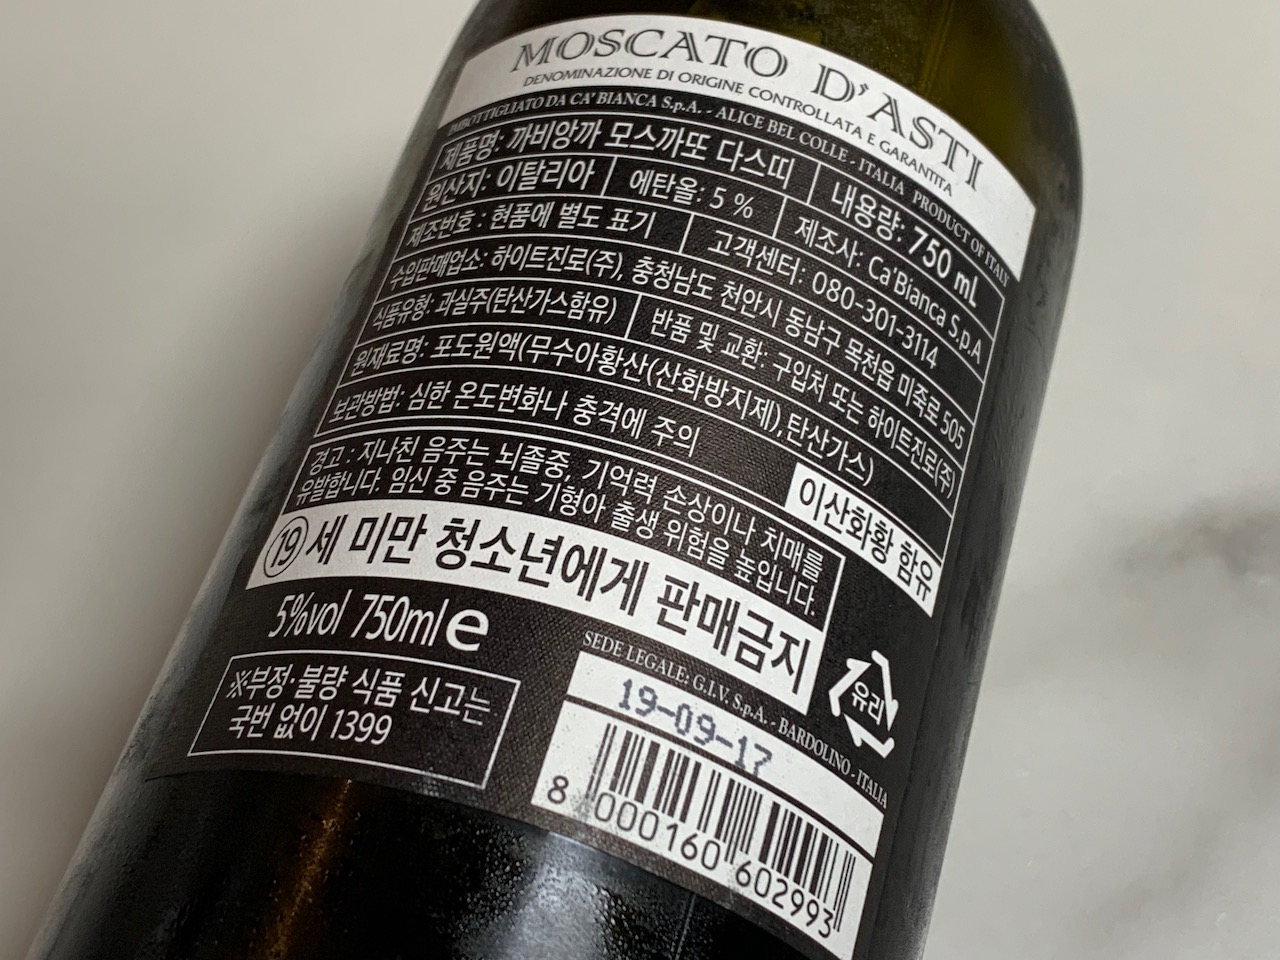 MOSCATO D'ASTI
DENOMINAZIONE DI ORIGINE CONTROLLATA E GARANTITA
IMBOTTIGLIATO DA CA' BIANCA S.p.A. - ALICE BEL COLLE - ITALIA PRODUCT OF ITALY
제품명: 까비앙까 모스까또 다스띠 내용량: 750 mL
원산지: 이탈리아 에탄올: 5 % 제조사: Ca'Bianca S.p.A
제조번호 : 현품에 별도 표기 고객센터: 080-301-3114
수입판매업소: 하이트진로(주), 충청남도 천안시 동남구 목천읍 미죽로 505
식품유형: 과실주(탄산가스함유) 반품 및 교환: 구입처 또는 하이트진로(주)
원재료명: 포도원액(무수아황산(산화방지제),탄산가스)
보관방법: 심한 온도변화나 충격에 주의
이산화황 함유
경고 : 지나친 음주는 뇌졸중, 기억력 손상이나 치매를
유발합니다. 임신 중 음주는 기형아 출생 위험을 높입니다.
19세 미만 청소년에게 판매금지
5%vol 750ml e
유리
SEDE LEGALE: G.I.V. S.p.A. - BARDOLINO - ITALIA
※부정·불량 식품 신고는
국번 없이 1399
19-09-17
8 000160 602993